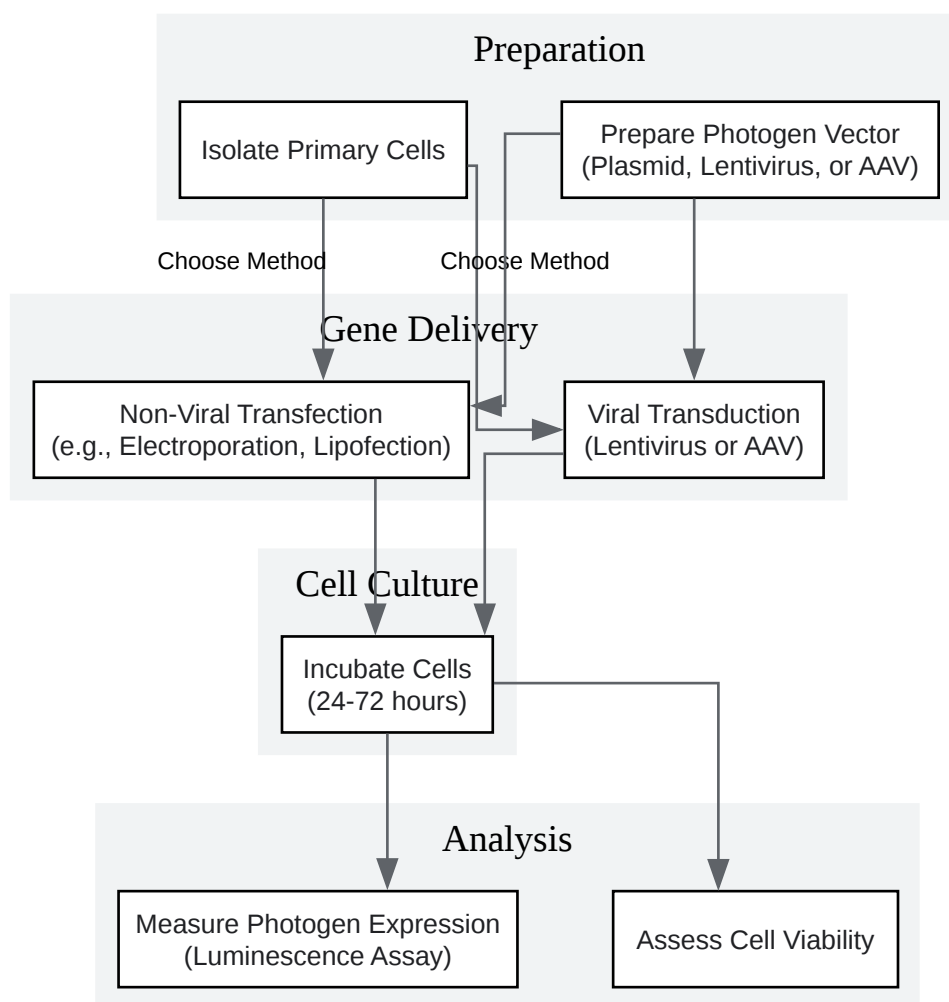 Preparation
Isolate Primary Cells
Prepare Photogen Vector
(Plasmid, Lentivirus, or AAV)
Choose Method
Choose Method
Gene Delivery
Non-Viral Transfection
(e.g., Electroporation, Lipofection)
Viral Transduction
(Lentivirus or AAV)
Cell Culture
Incubate Cells
(24-72 hours)
Analysis
Measure Photogen Expression
(Luminescence Assay)
Assess Cell Viability